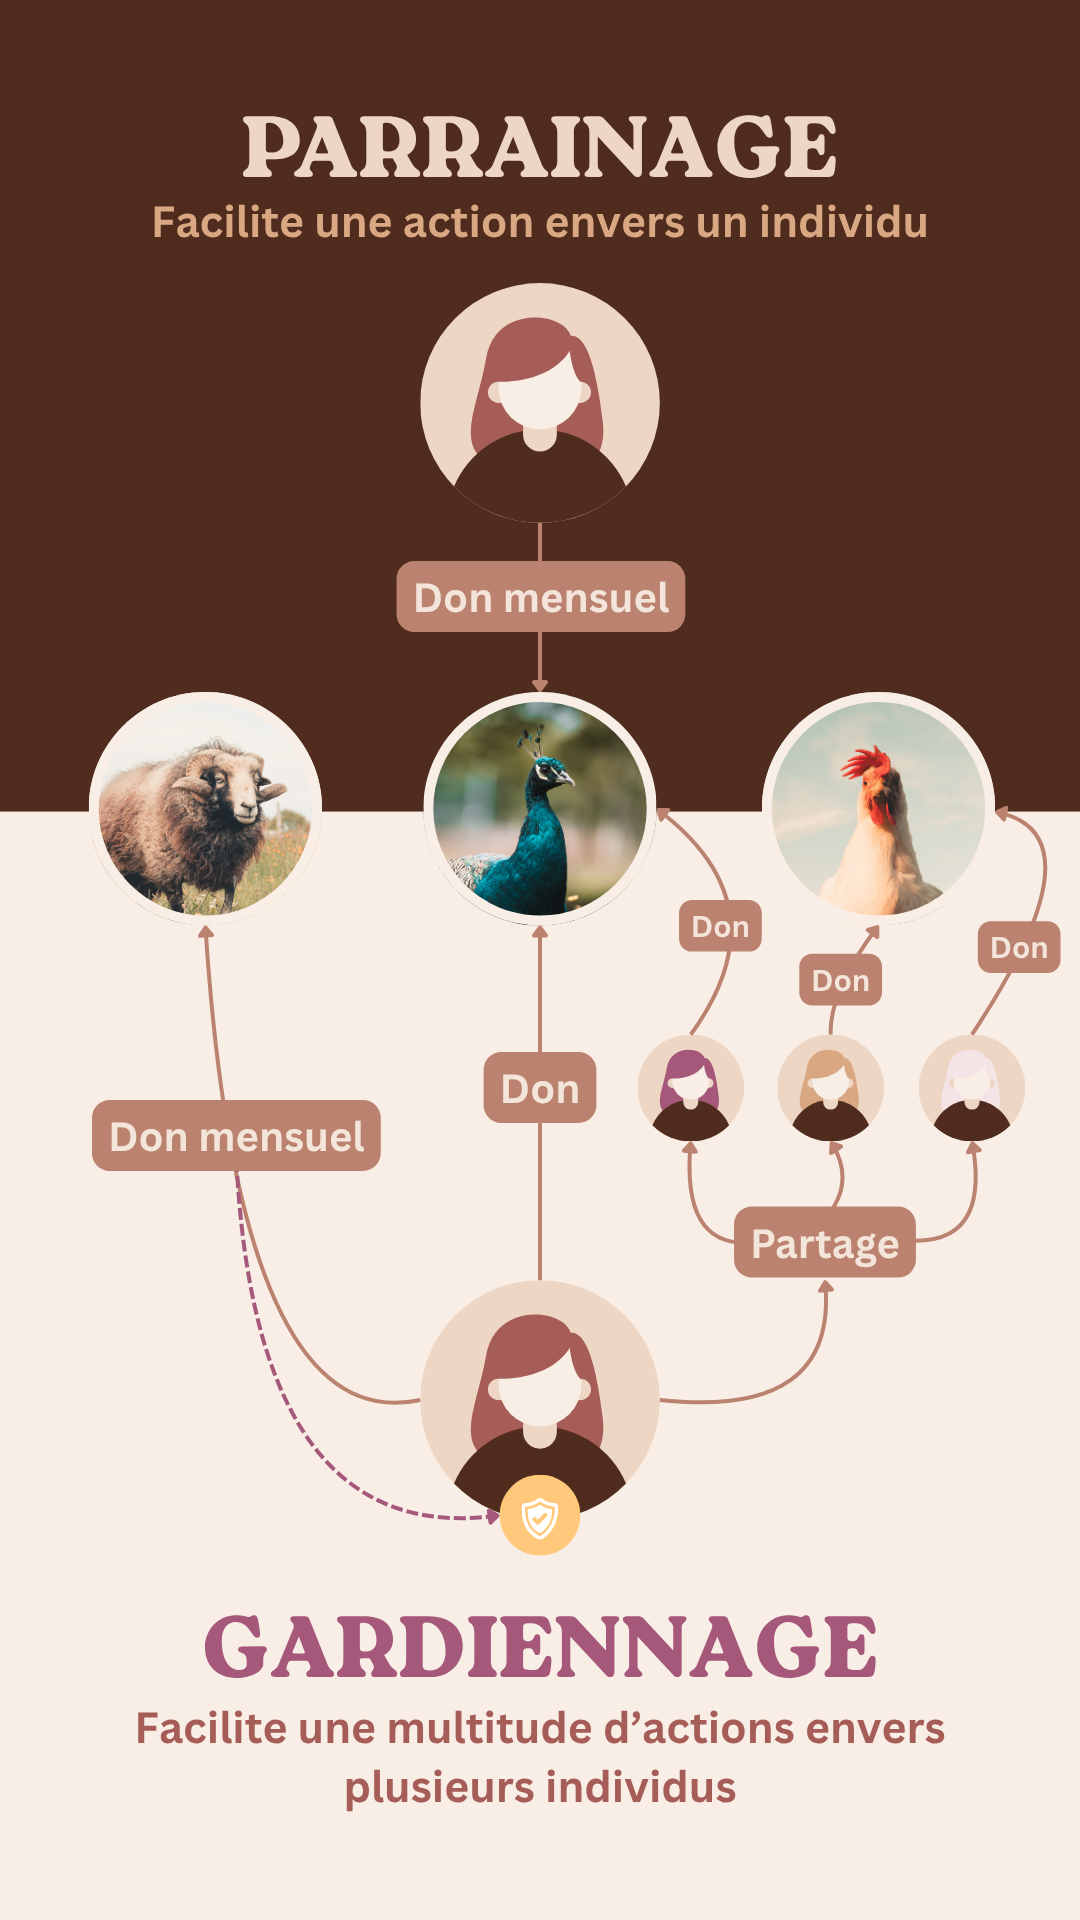 PARRAINAGE
Facilite une action envers un individu
Don mensuel
Don
Don
Don
Don
Don mensuel
Partage
GARDIENNAGE
Facilite une multitude d’actions envers
plusieurs individus